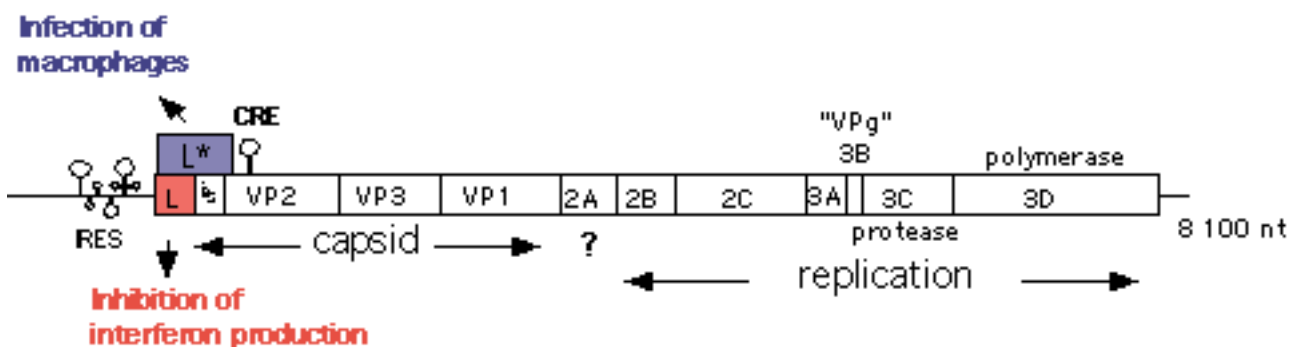 Infection of
macrophages
CRE
"VPg"
3B
polymerase
L*
L
VP2
VP3
VP1
2A
2B
2C
3A
3C
3D
IRES
capsid
?
protease
8 100 nt
replication
Inhibition of
interferon production